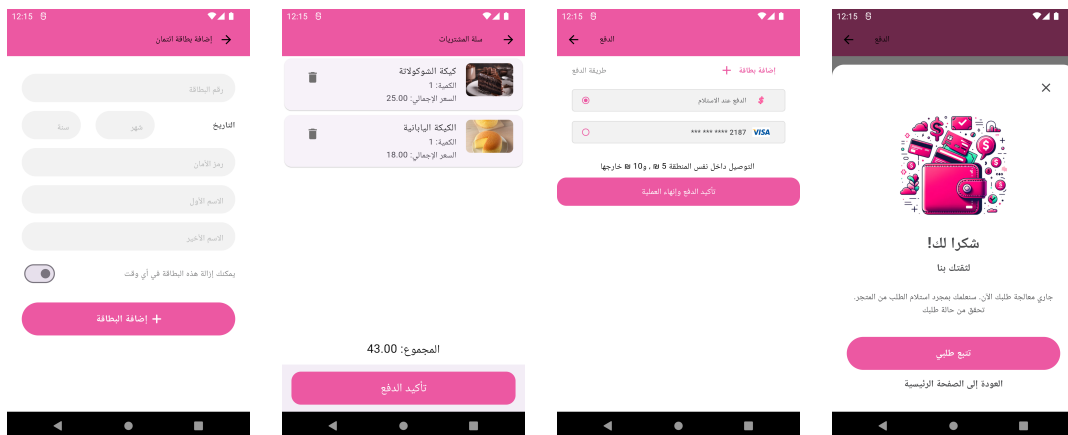 12:15
إضافة بطاقة ائتمان
رقم البطاقة
التاريخ
شهر
سنة
رمز الأمان
الاسم الأول
الاسم الأخير
يمكنك إزالة هذه البطاقة في أي وقت
إضافة البطاقة
12:15
سلة المشتريات
كيكة الشوكولاتة
الكمية: 1
السعر الإجمالي: 25.00
الكيكة اليابانية
الكمية: 1
السعر الإجمالي: 18.00
المجموع: 43.00
تأكيد الدفع
12:15
الدفع
طريقة الدفع
إضافة بطاقة
الدفع عند الاستلام
*** *** **** 2187 VISA
التوصيل داخل نفس المنطقة 5 ₪ ، و10 ₪ خارجها
تأكيد الدفع وإنهاء العملية
12:15
الدفع
شكرا لك!
لثقتك بنا
جاري معالجة طلبك الآن. سنعلمك بمجرد استلام الطلب من المتجر.
تحقق من حالة طلبك
تتبع طلبي
العودة إلى الصفحة الرئيسية